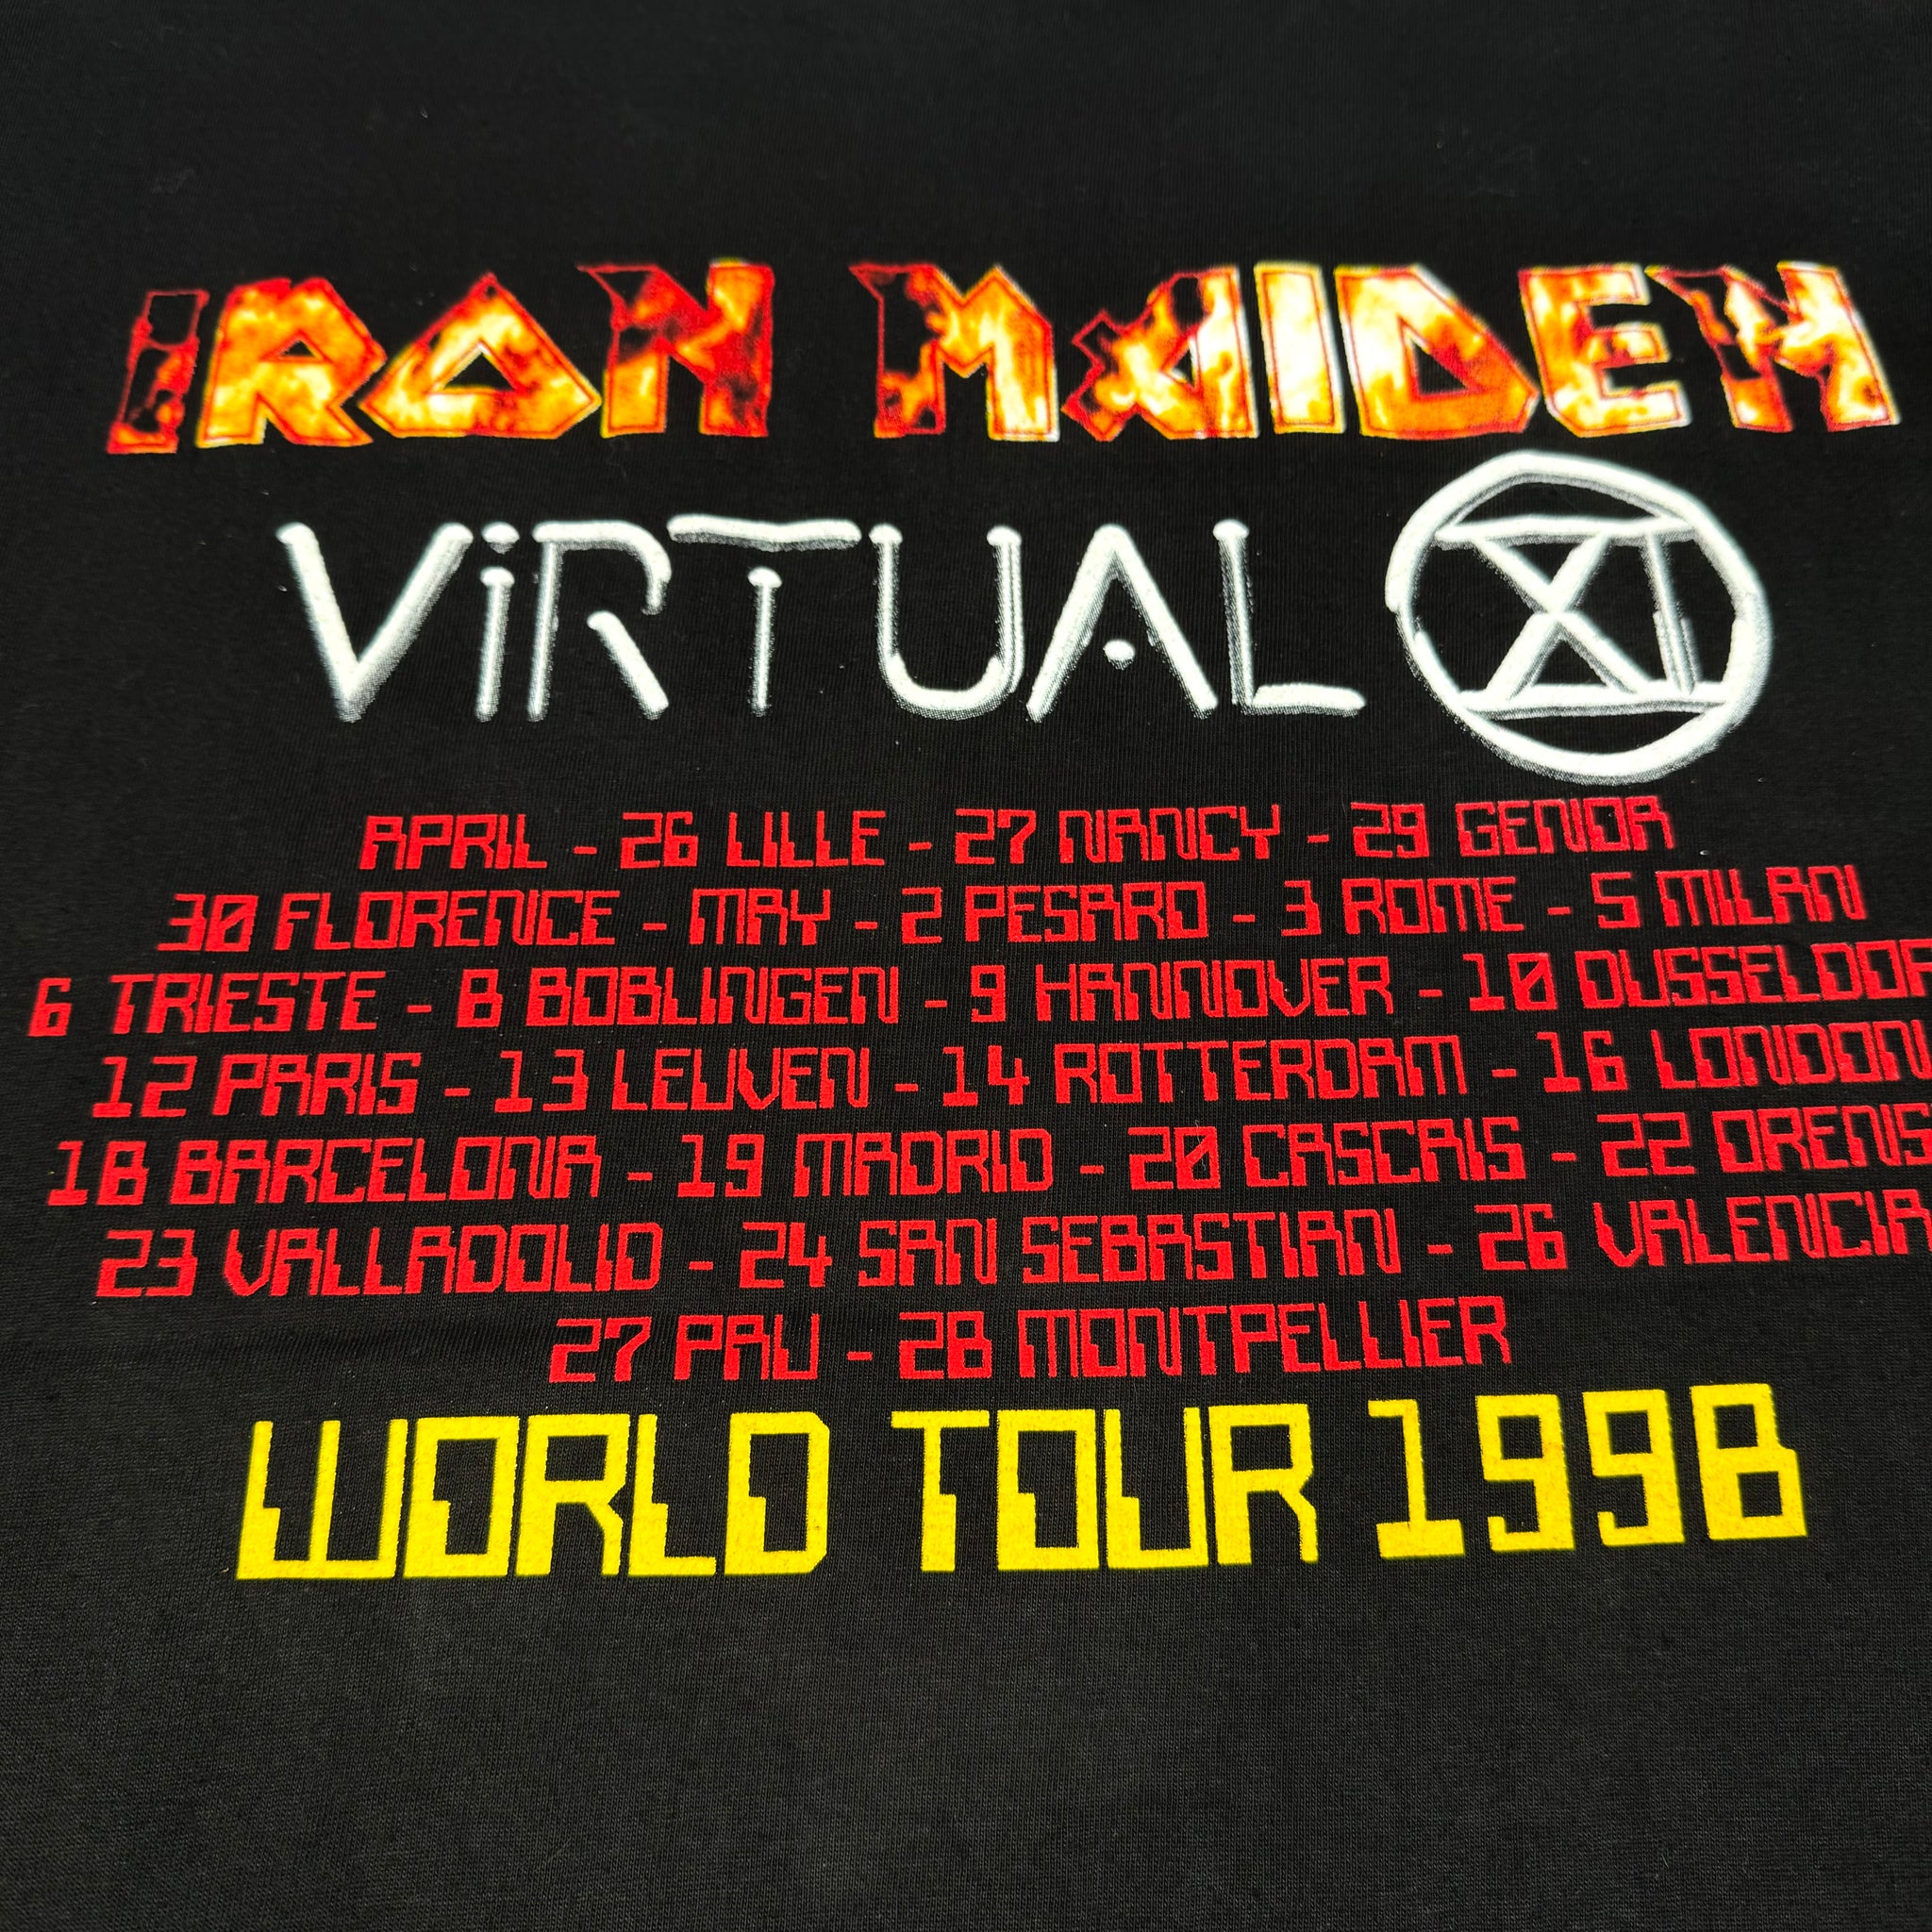 IRON MAIDEN
ViRTUAL XI
APRIL - 26 LILLE - 27 NANCY - 29 GENOA
30 FLORENCE - MAY - 2 PESARO - 3 ROME - 5 MILAN
6 TRIESTE - 8 BOBLINGEN - 9 HANNOVER - 10 DUSSELDOR
12 PARIS - 13 LEUVEN - 14 ROTTERDAM - 16 LONDON
18 BARCELONA - 19 MADRID - 20 CASCAIS - 22 ORENS
23 VALLADOLID - 24 SAN SEBASTIAN - 26 VALENCIA
27 PAU - 28 MONTPELLIER
WORLD TOUR 1998